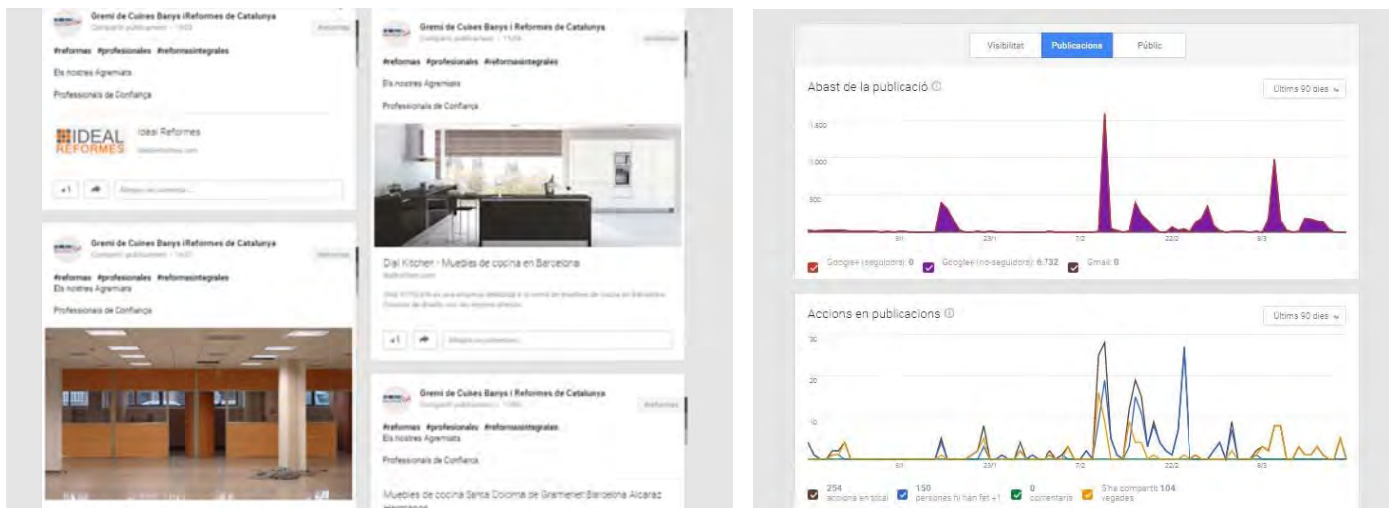 Gremi de Cuines Banys iReformes de Catalunya
#reformas #profesionales #reformasintegrales
Els nostres Agremiats
Professionals de Confiança
IDEAL
REFORMES
Ideal Reformes
idealreformes.com
+1
Gremi de Cuines Banys iReformes de Catalunya
#reformas #profesionales #reformasintegrales
Els nostres Agremiats
Professionals de Confiança
Gremi de Cuines Banys i Reformes de Catalunya
#reformas #profesionales #reformasintegrales
Els nostres Agremiats
Professionals de Confiança
Dial Kitchen - Muebles de cocina en Barcelona
+1
Gremi de Cuines Banys i Reformes de Catalunya
#reformas #profesionales #reformasintegrales
Els nostres Agremiats
Professionals de Confiança
Muebles de cocina Santa Coloma de Gramenet Barcelona Alcaraz
Visibilitat Publicacions Públic
Abast de la publicació
Últims 90 dies
1.000
500
8/1 23/1 7/2 22/2 9/3
Google+ (seguidors): 0 Google+ (no-seguidors): 6.732 Gmail: 0
Accions en publicacions
Últims 90 dies
30
20
10
8/1 23/1 7/2 22/2 9/3
254 accions en total 150 persones hi han fet +1 0 comentaris S'ha compartit 104 vegades